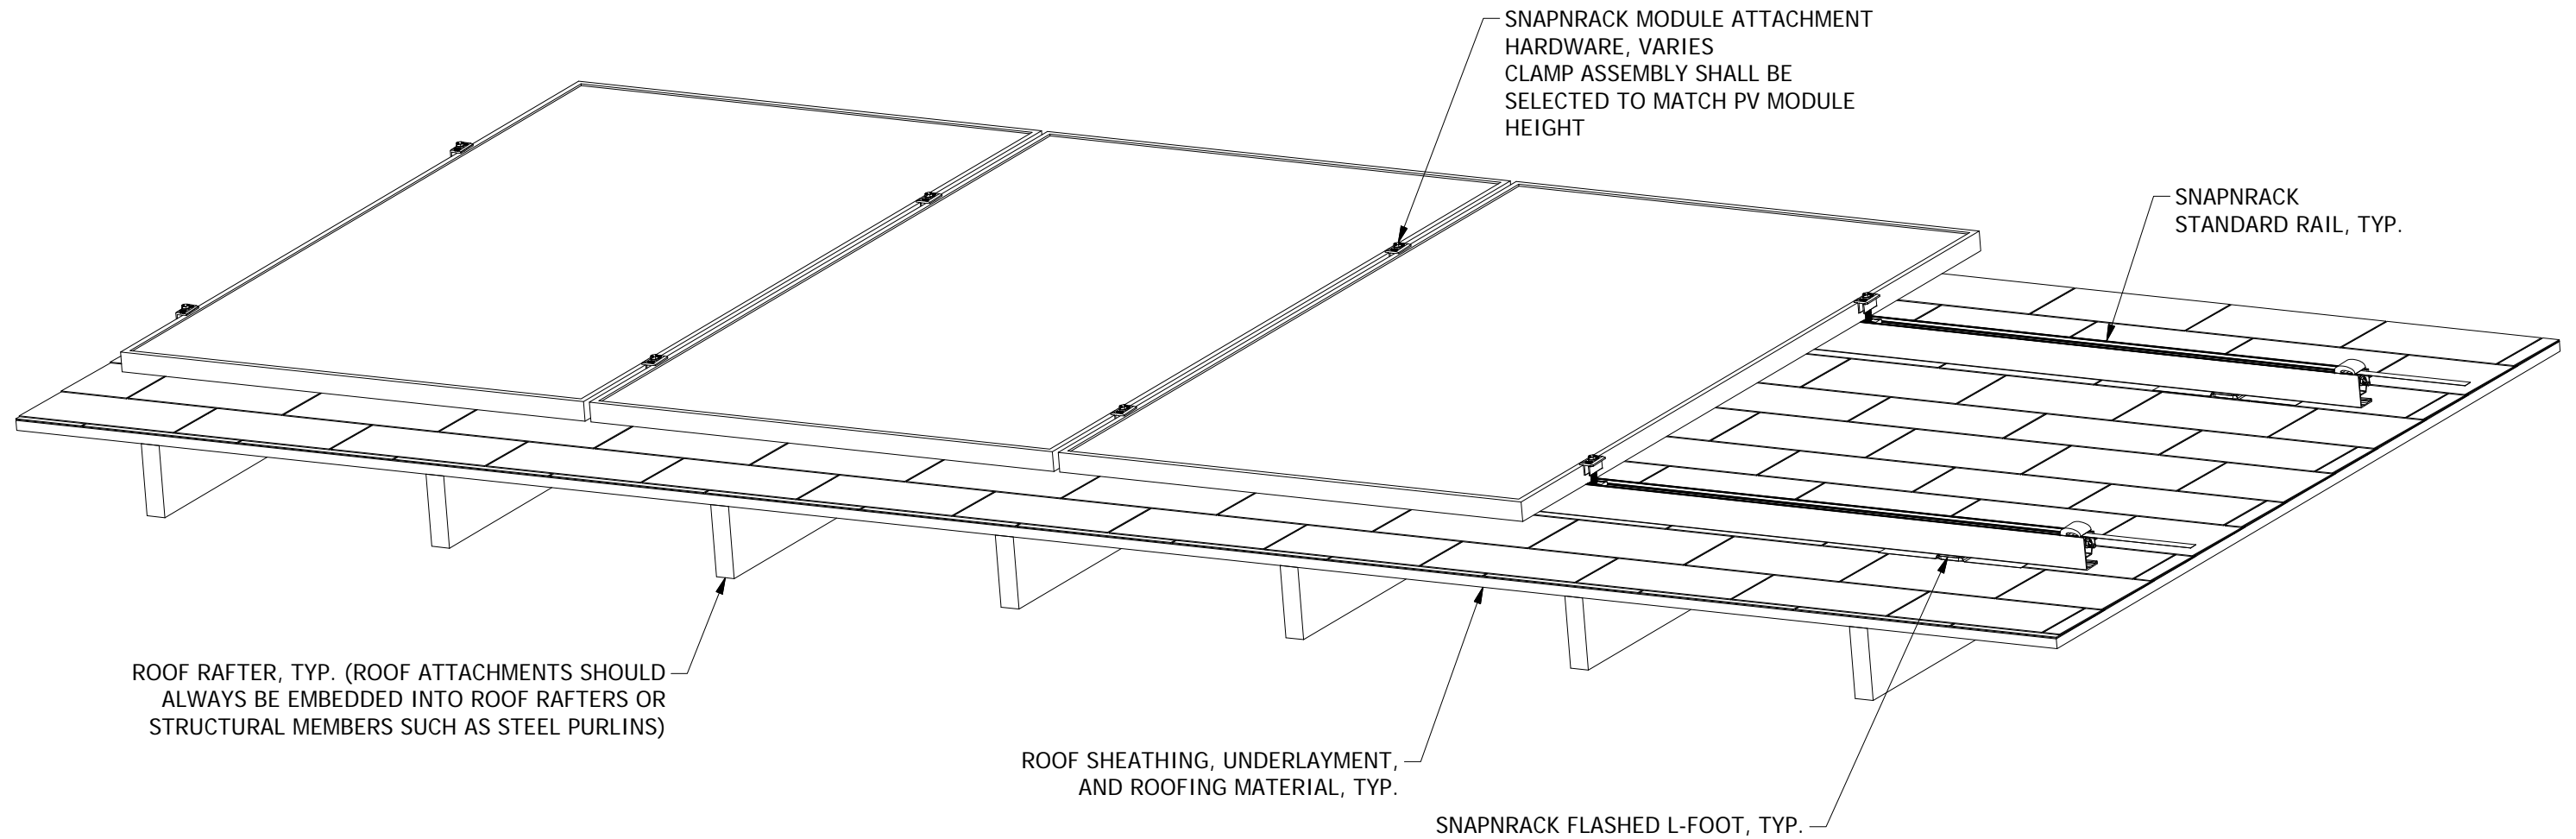 SNAPNRACK MODULE ATTACHMENT
HARDWARE, VARIES
CLAMP ASSEMBLY SHALL BE
SELECTED TO MATCH PV MODULE
HEIGHT
SNAPNRACK
STANDARD RAIL, TYP.
ROOF RAFTER, TYP. (ROOF ATTACHMENTS SHOULD
ALWAYS BE EMBEDDED INTO ROOF RAFTERS OR
STRUCTURAL MEMBERS SUCH AS STEEL PURLINS)
ROOF SHEATHING, UNDERLAYMENT,
AND ROOFING MATERIAL, TYP.
SNAPNRACK FLASHED L-FOOT, TYP.